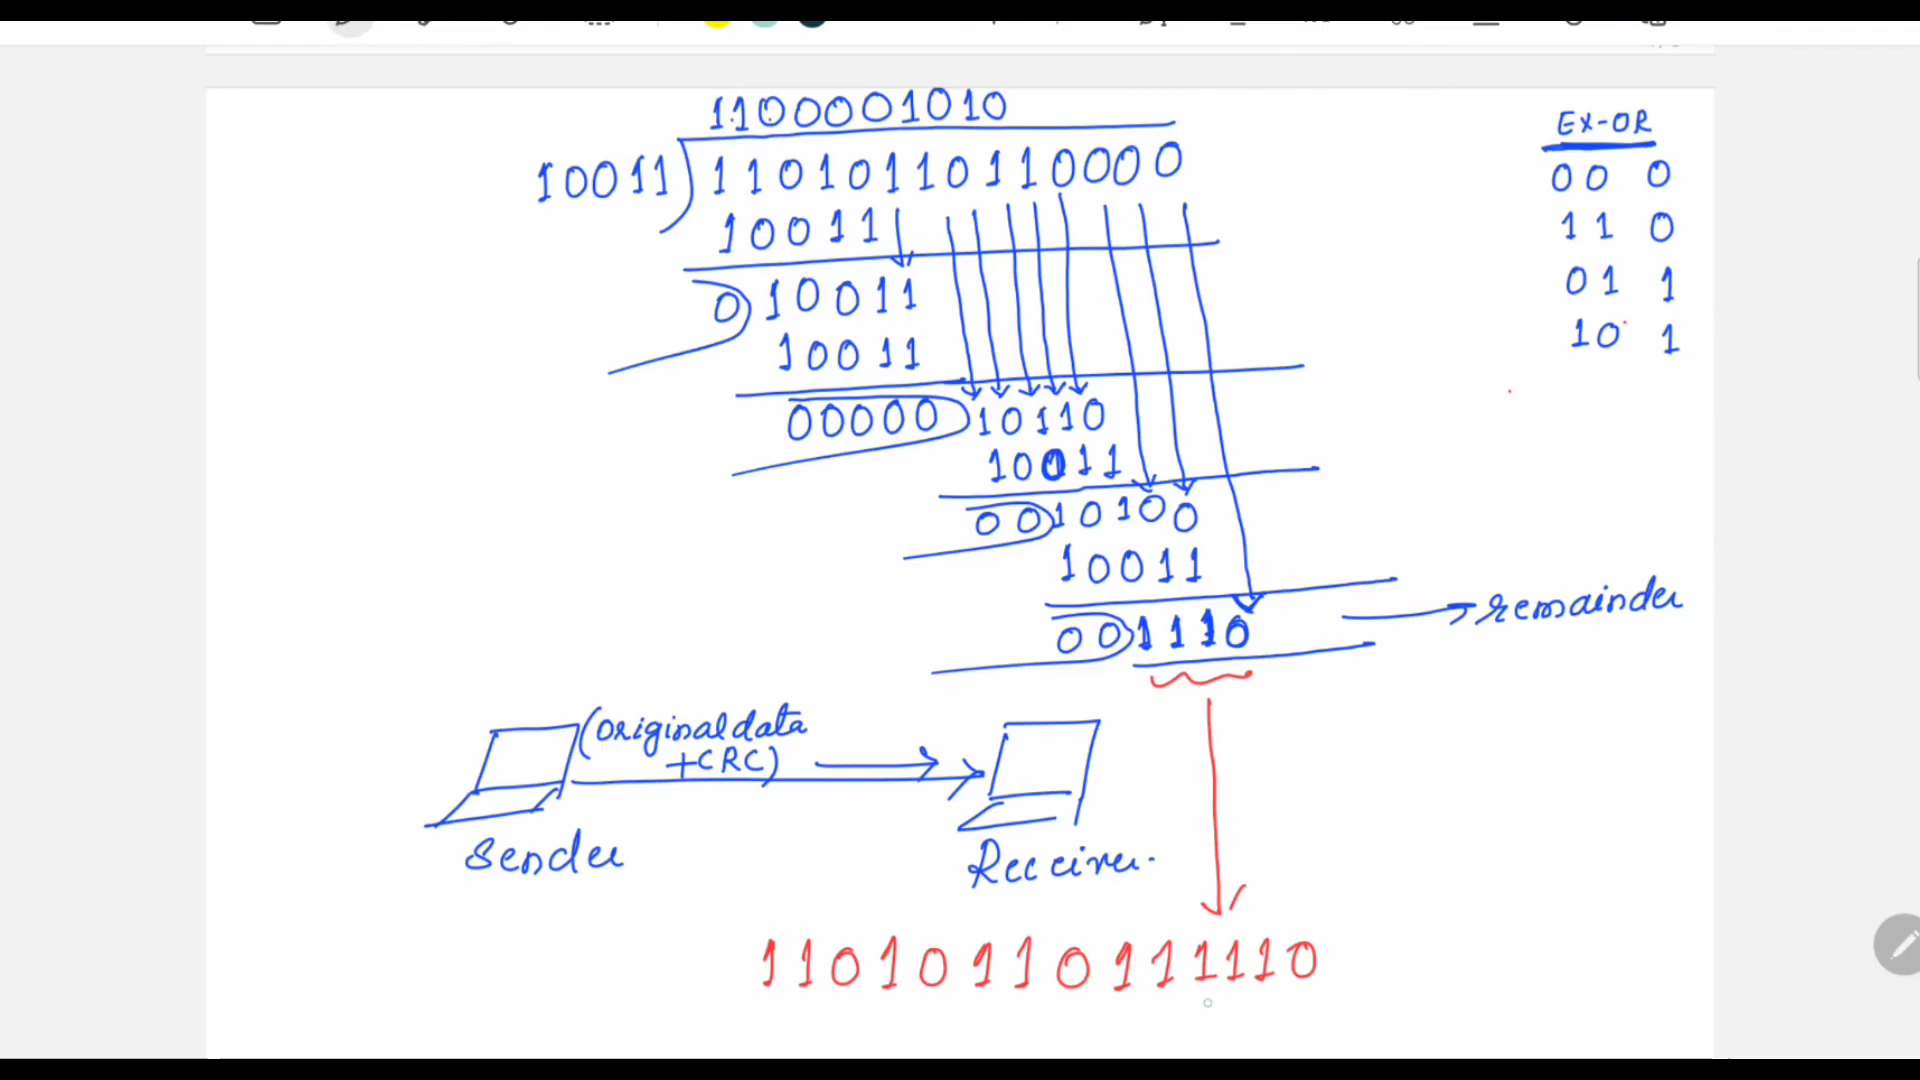 1100001010
10011)11010110110000
10011
010011
10011
0000010110
10011
0010100
10011
001110 → remainder
EX-OR
00 0
11 0
01 1
10 1
(original data
+CRC)
Sender
Receiver.
11010110111110